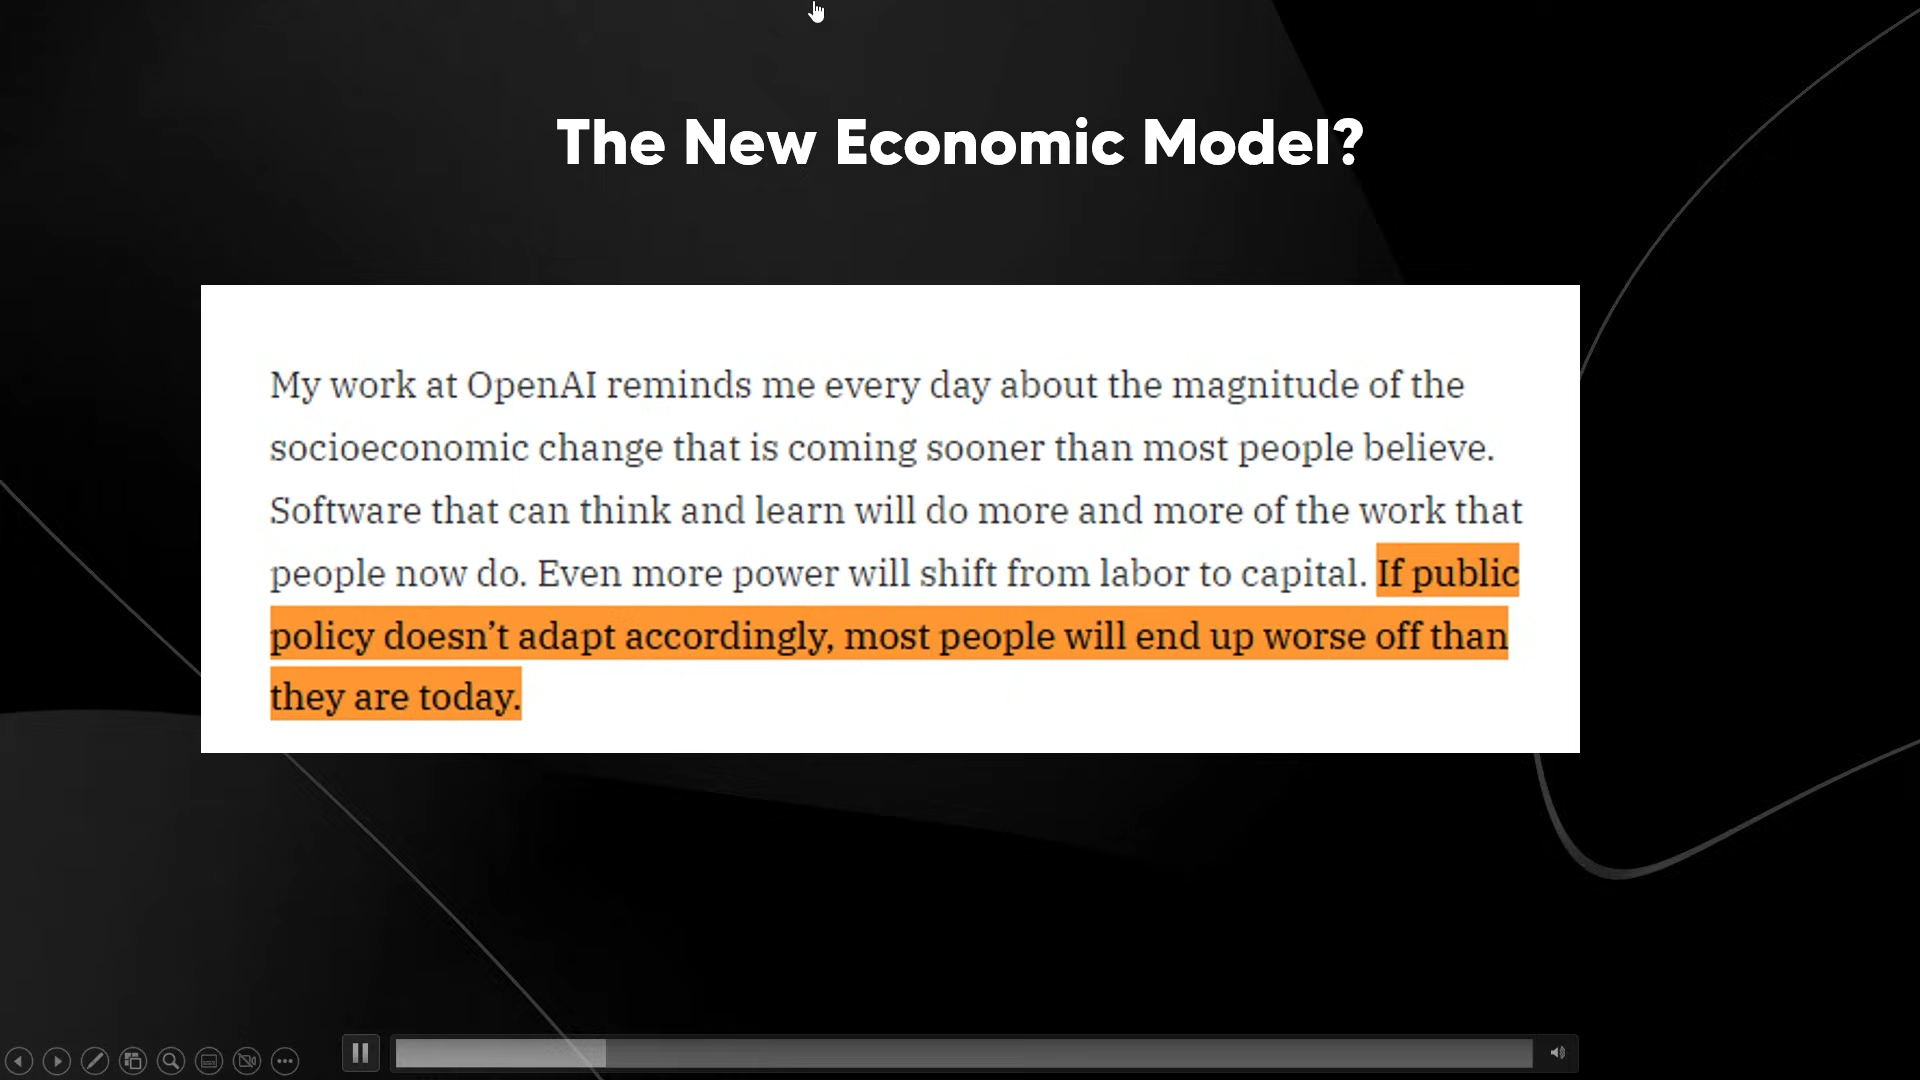 The New Economic Model?
My work at OpenAI reminds me every day about the magnitude of the
socioeconomic change that is coming sooner than most people believe.
Software that can think and learn will do more and more of the work that
people now do. Even more power will shift from labor to capital. If public
policy doesn’t adapt accordingly, most people will end up worse off than
they are today.